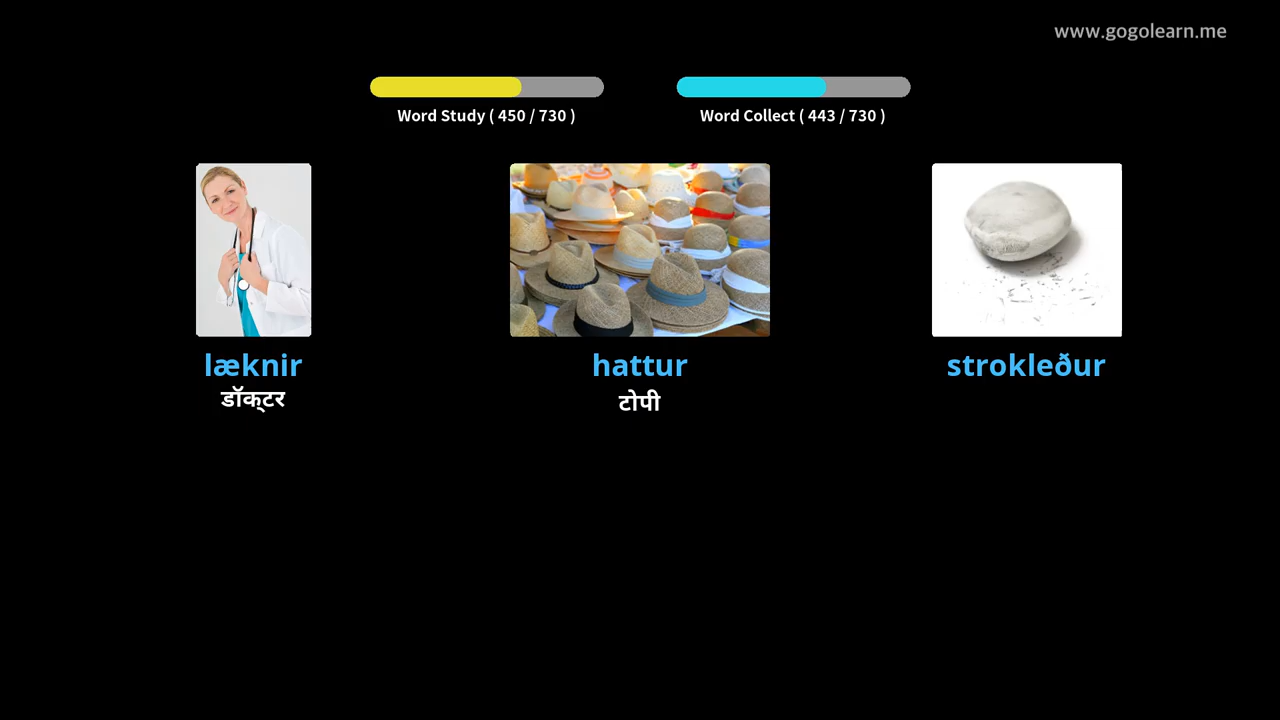 www.gogolearn.me
Word Study ( 450 / 730 )
Word Collect ( 443 / 730 )
læknir
hattur
strokleður
डॉक्टर
टोपी